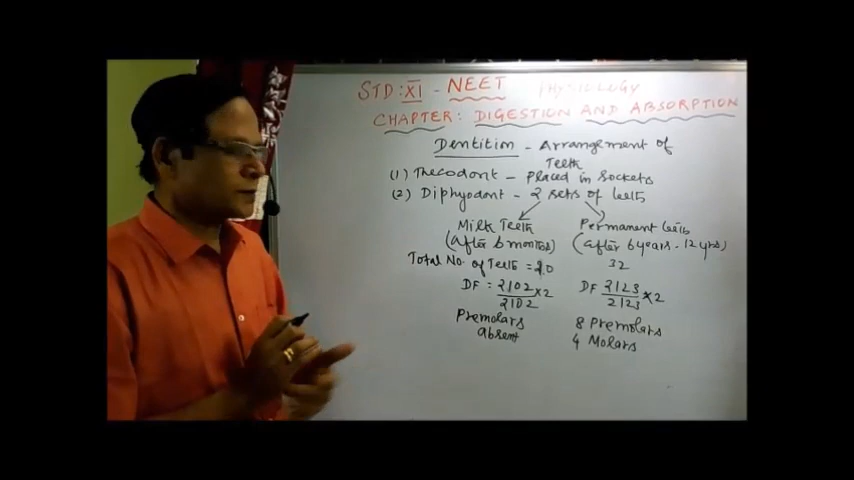 STD: XI - NEET PHYSIOLOGY
CHAPTER: DIGESTION AND ABSORPTION
Dentition - Arrangement of Teeth
(1) Thecodont - Placed in sockets
(2) Diphyodont - 2 sets of teeth
Milk Teeth
(After 6 months)
Total No. of Teeth = 20
DF = 2102/2102 × 2
Premolars
absent
Permanent teeth
(After 6 years - 12 yrs)
32
DF 2123/2123 × 2
8 Premolars
4 Molars